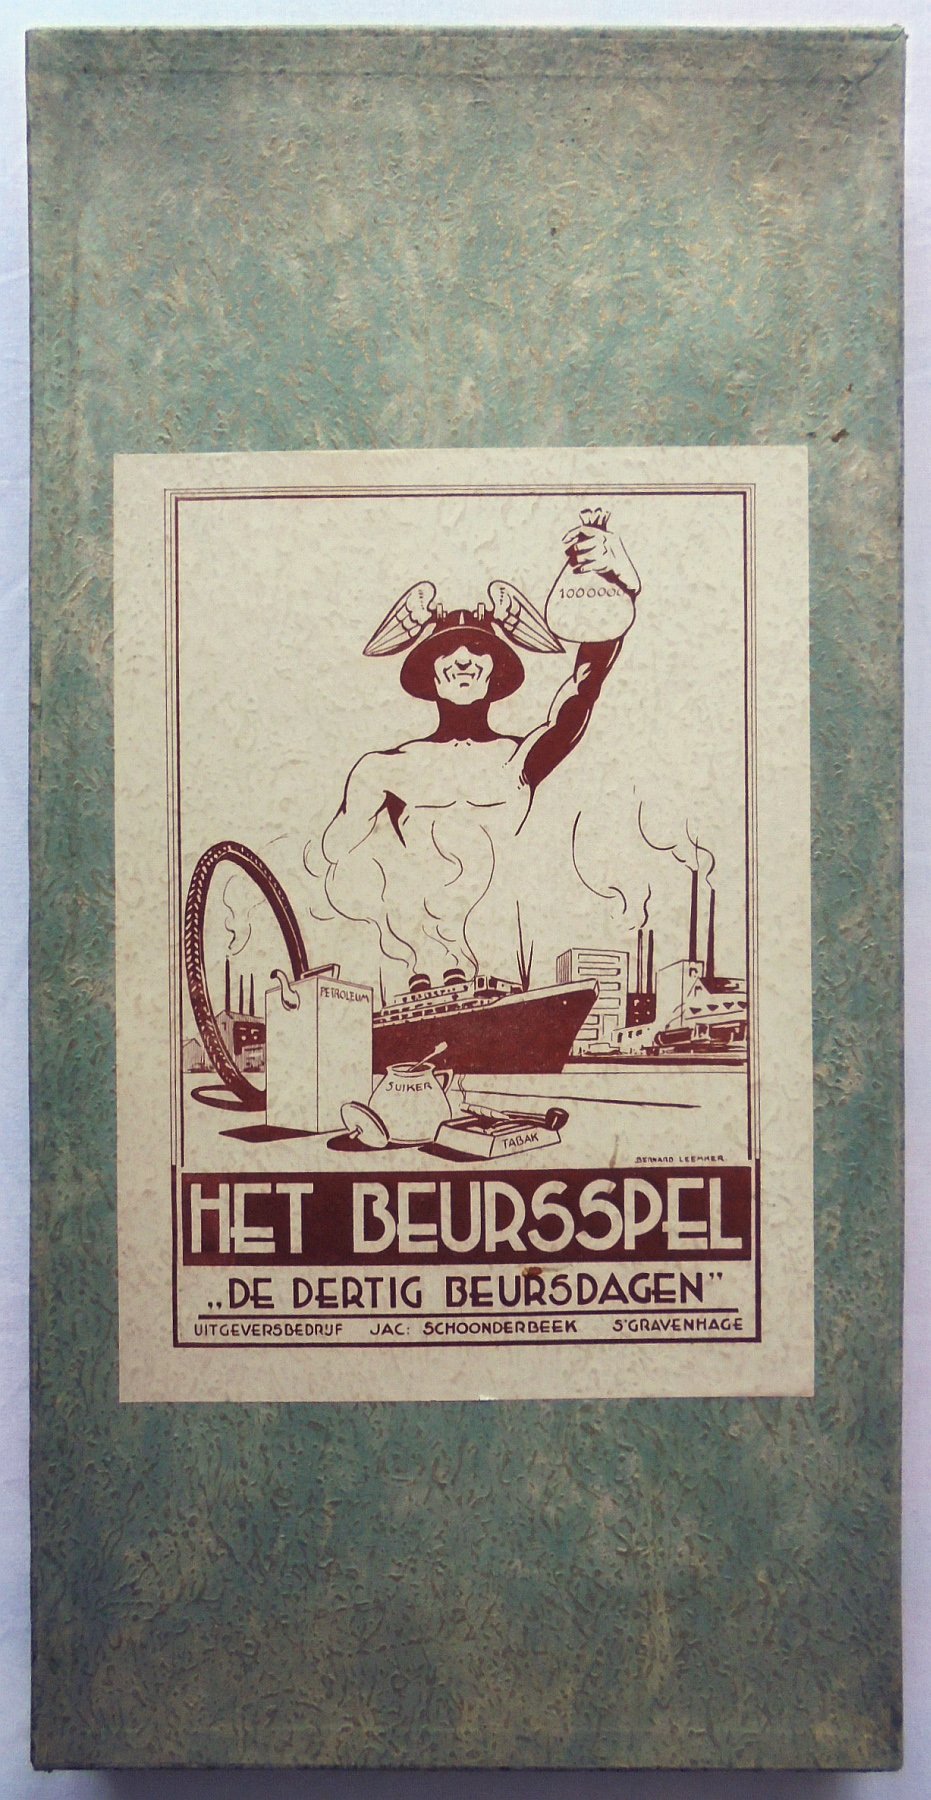 1000000
PETROLEUM
SUIKER
TABAK
BERNARD LEEMKER.
HET BEURSSPEL
„DE DERTIG BEURSDAGEN”
UITGEVERSBEDRIJF JAC: SCHOONDERBEEK S'GRAVENHAGE